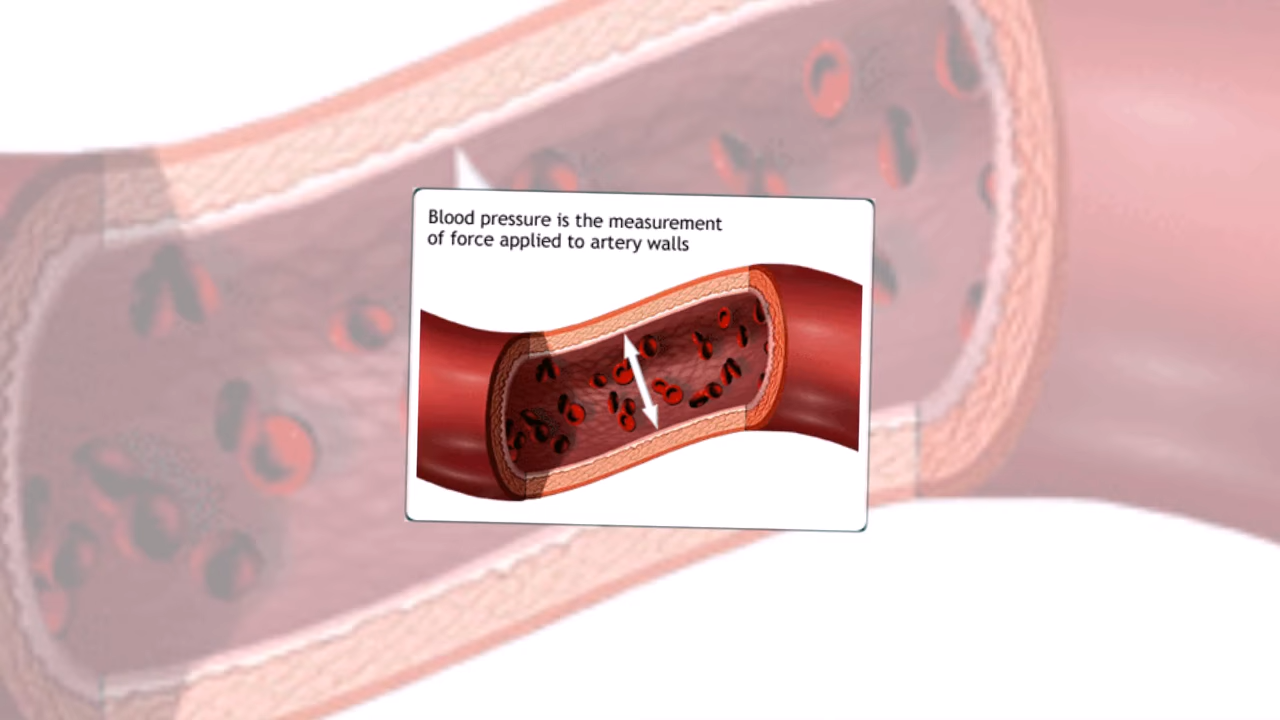 Blood pressure is the measurement
of force applied to artery walls